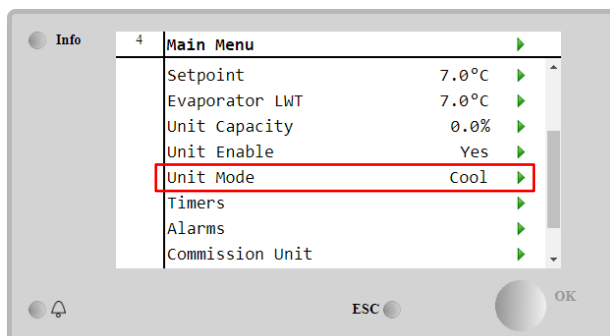 Info
4 Main Menu
Setpoint 7.0°C
Evaporator LWT 7.0°C
Unit Capacity 0.0%
Unit Enable Yes
Unit Mode Cool
Timers
Alarms
Commission Unit
ESC
OK